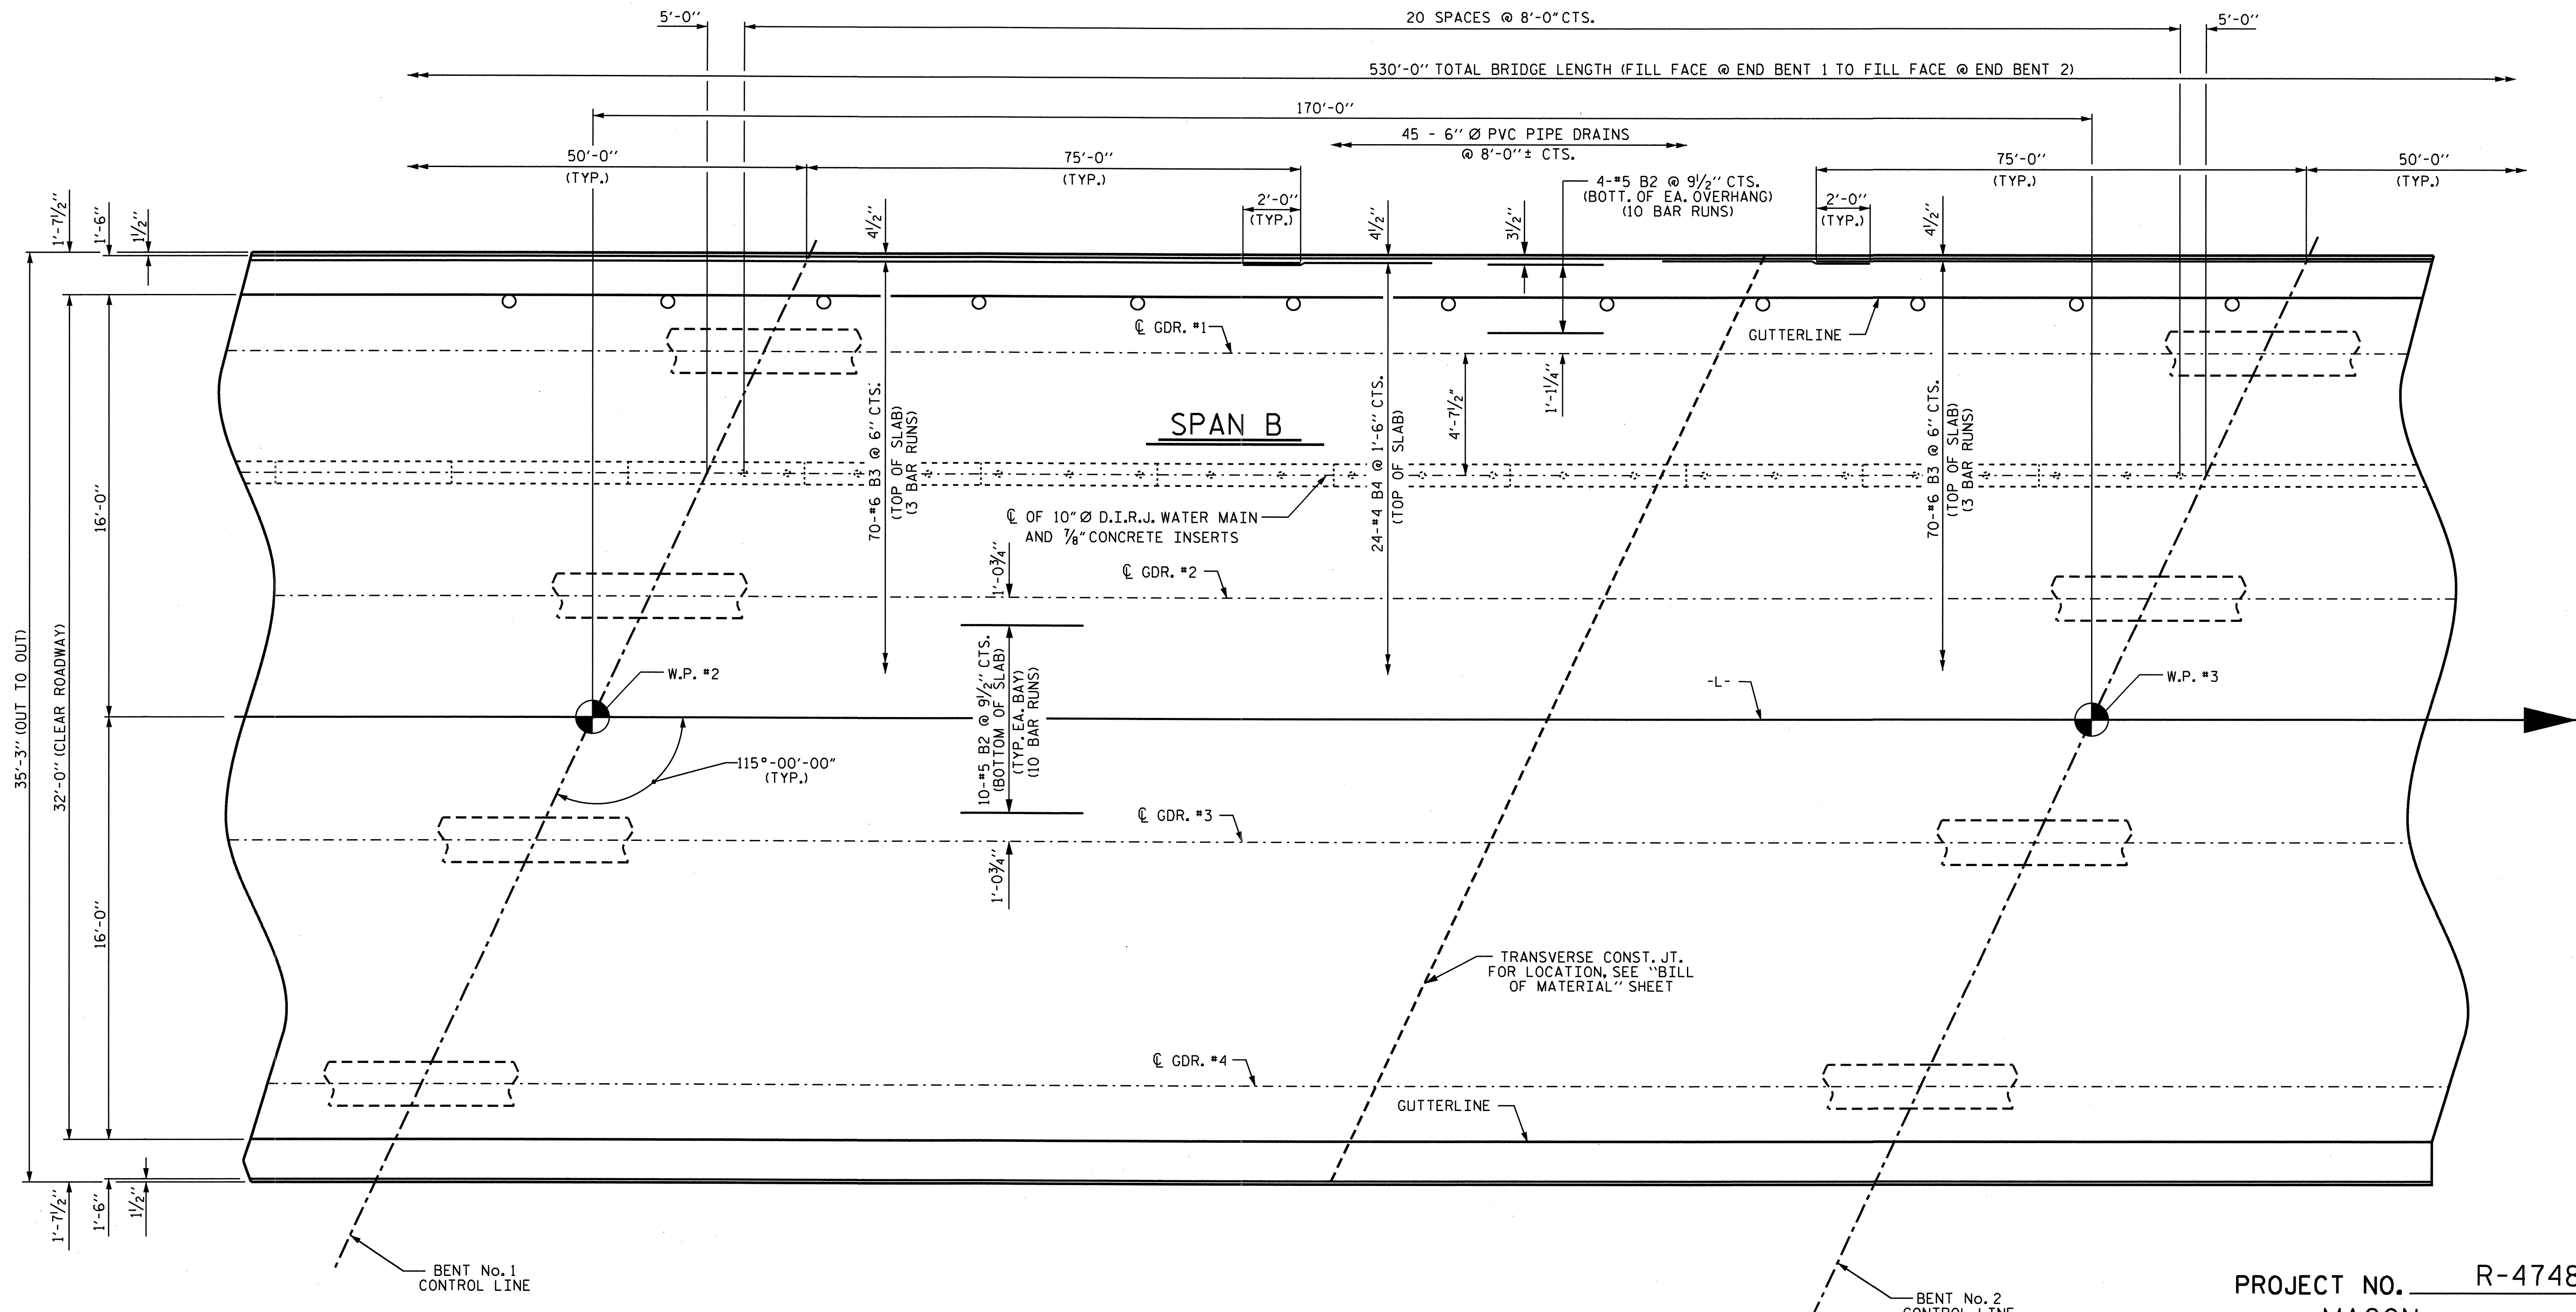 5'-0"
20 SPACES @ 8'-0" CTS.
5'-0"
530'-0" TOTAL BRIDGE LENGTH (FILL FACE @ END BENT 1 TO FILL FACE @ END BENT 2)
170'-0"
45 - 6" Ø PVC PIPE DRAINS
@ 8'-0"± CTS.
50'-0"
(TYP.)
75'-0"
(TYP.)
75'-0"
(TYP.)
50'-0"
(TYP.)
4-#5 B2 @ 9½" CTS.
(BOTT. OF EA. OVERHANG)
(10 BAR RUNS)
2'-0"
(TYP.)
2'-0"
(TYP.)
1'-7½"
1'-6"
1½"
4½"
4½"
3½"
4½"
℄ GDR. #1
GUTTERLINE
SPAN B
70-#6 B3 @ 6" CTS.
(TOP OF SLAB)
(3 BAR RUNS)
24-#4 B4 @ 1'-6" CTS.
(TOP OF SLAB)
4'-7½"
1'-1¼"
70-#6 B3 @ 6" CTS.
(TOP OF SLAB)
(3 BAR RUNS)
16'-0"
℄ OF 10" Ø D.I.R.J. WATER MAIN
AND ⅞" CONCRETE INSERTS
1'-0¾"
℄ GDR. #2
35'-3" (OUT TO OUT)
32'-0" (CLEAR ROADWAY)
W.P. #2
10-#5 B2 @ 9½" CTS.
(BOTTOM OF SLAB)
(TYP. EA. BAY)
(10 BAR RUNS)
-L-
W.P. #3
115°-00'-00"
(TYP.)
℄ GDR. #3
1'-0¾"
16'-0"
TRANSVERSE CONST. JT.
FOR LOCATION, SEE "BILL
OF MATERIAL" SHEET
℄ GDR. #4
GUTTERLINE
1'-7½"
1'-6"
1½"
BENT No. 1
CONTROL LINE
BENT No. 2
CONTROL LINE
PROJECT NO. R-4748
MACON